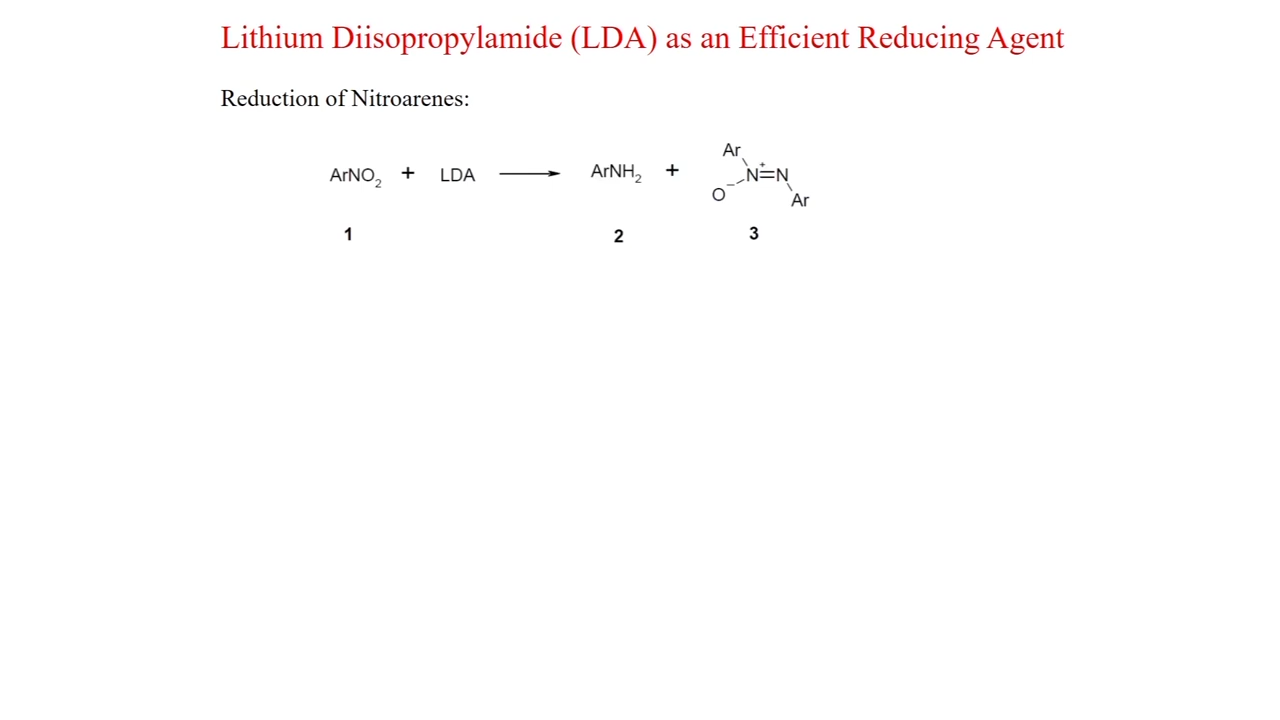 Lithium Diisopropylamide (LDA) as an Efficient Reducing Agent
Reduction of Nitroarenes:
ArNO₂ + LDA ⟶ ArNH₂ + Ar N⁺=N O⁻ Ar
1 2 3